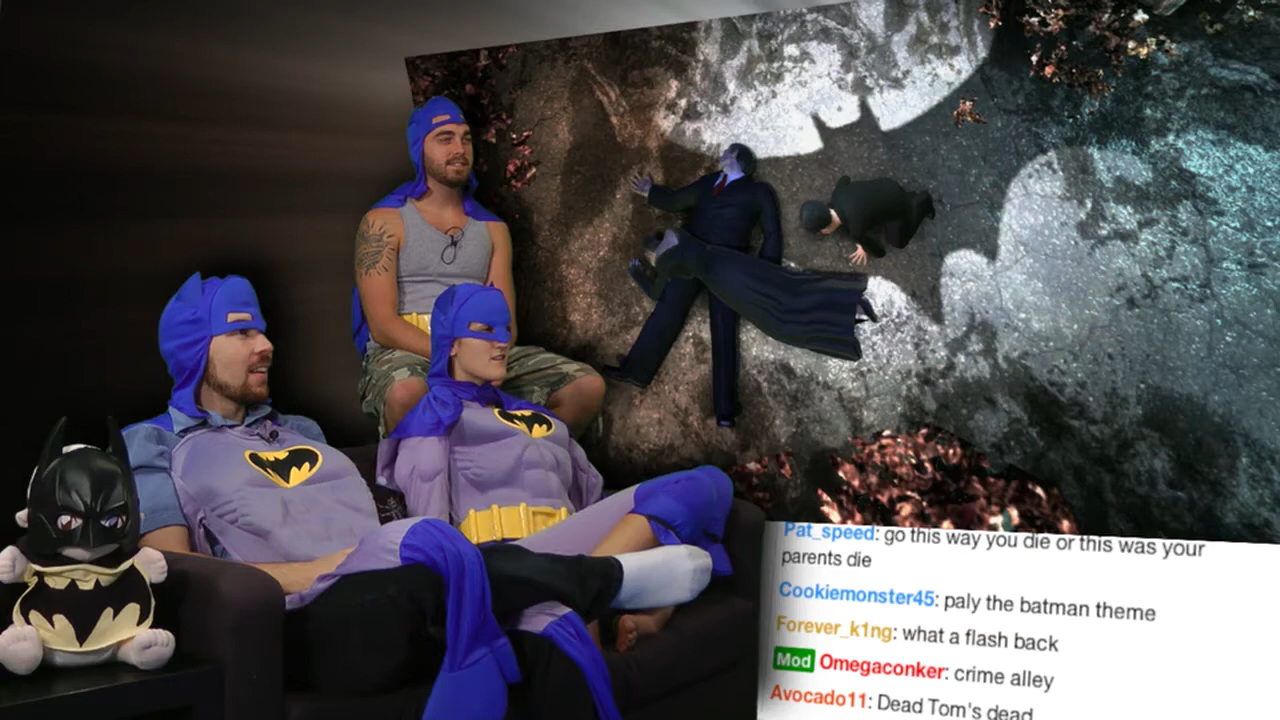 Pat_speed: go this way you die or this was your
parents die
Cookiemonster45: paly the batman theme
Forever_k1ng: what a flash back
Mod Omegaconker: crime alley
Avocado11: Dead Tom's dead